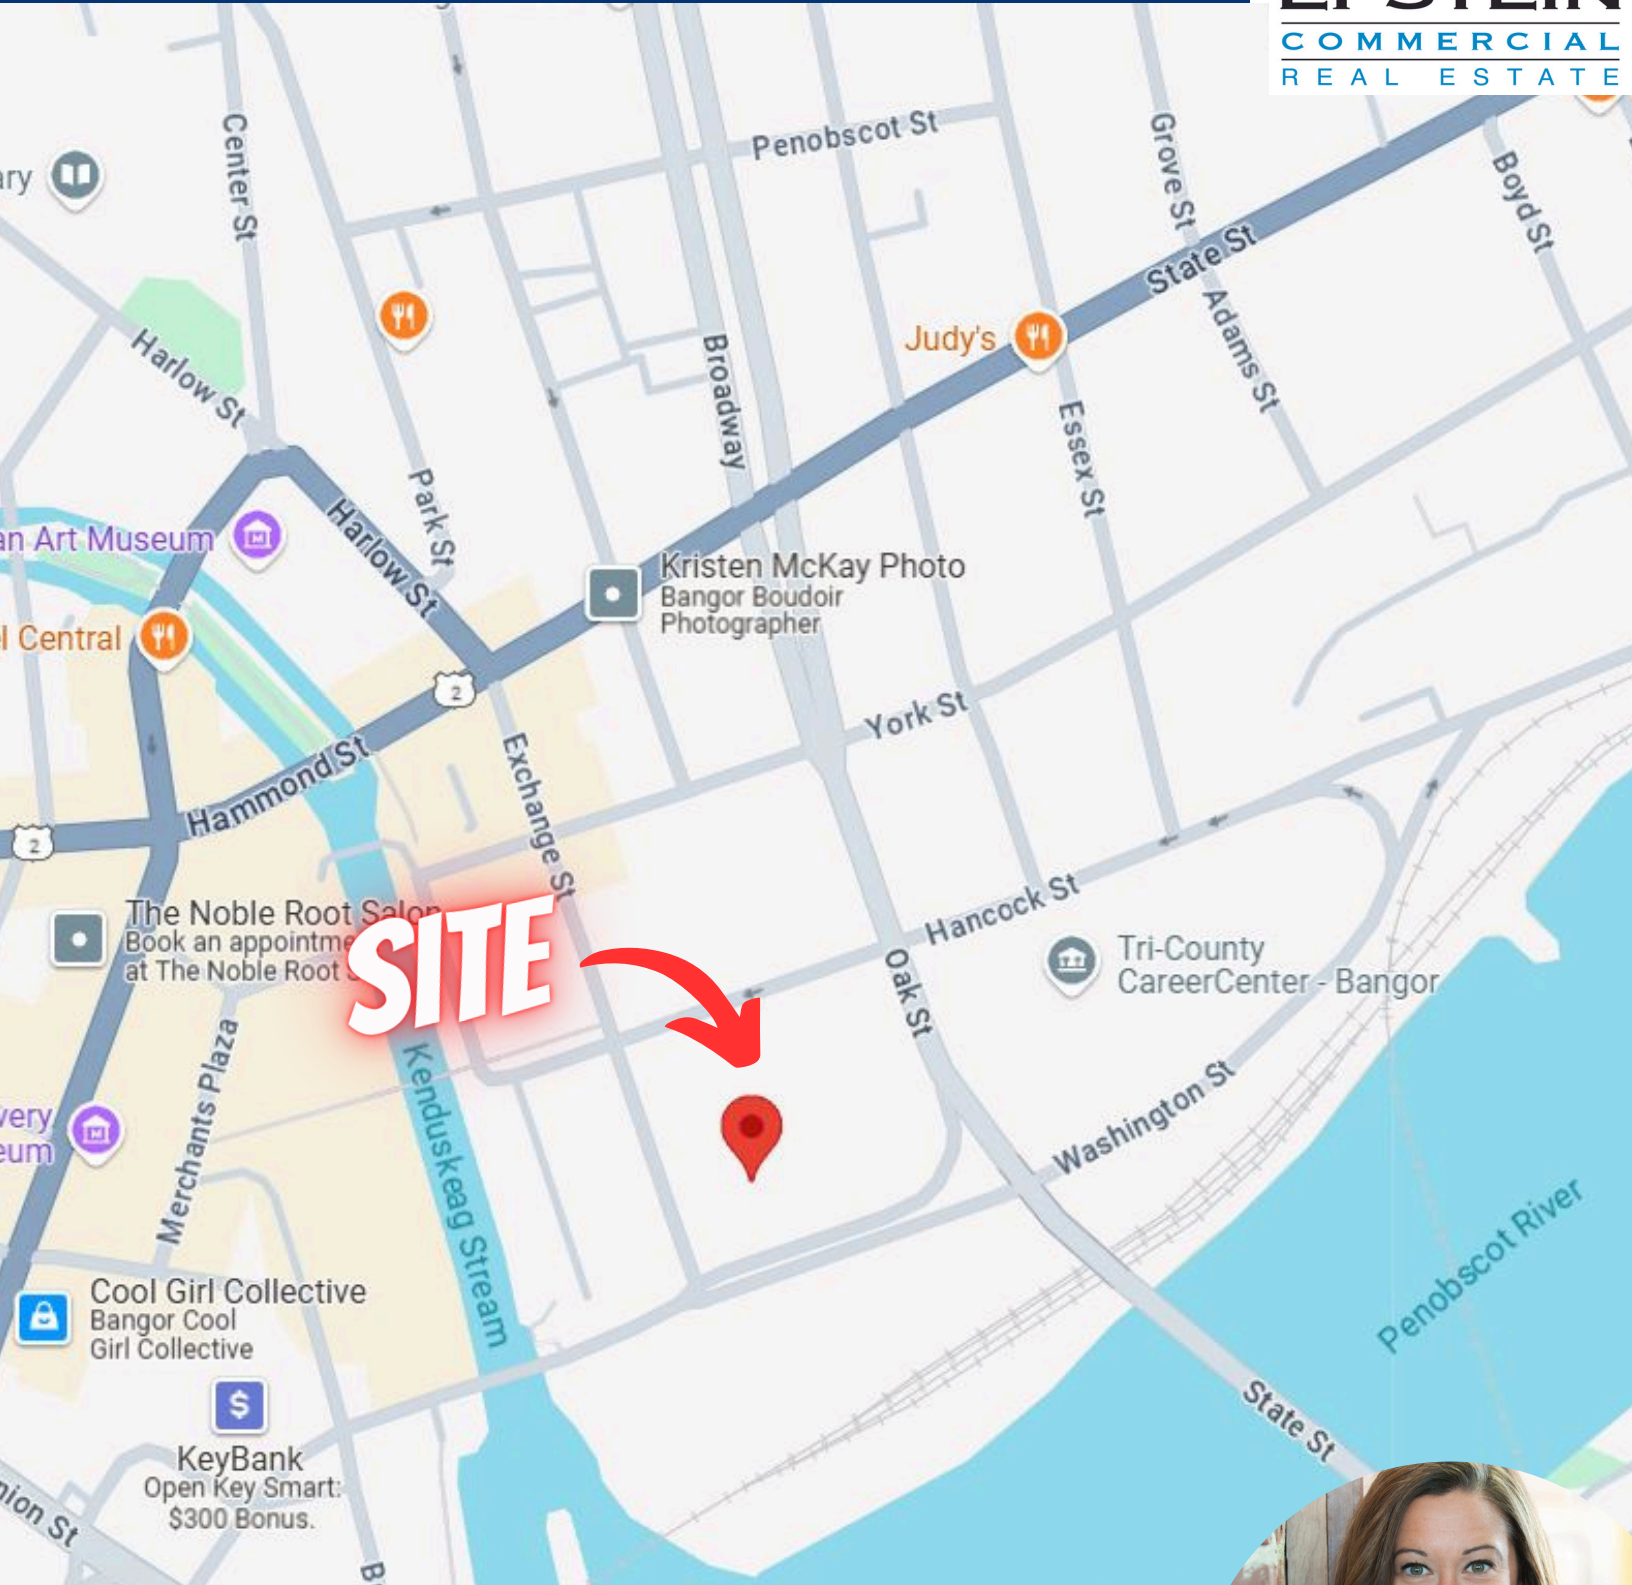 EPSTEIN
COMMERCIAL
REAL ESTATE
Penobscot St
Center St
Grove St
Boyd St
ary
State St
Harlow St
Judy's
Adams St
Broadway
Essex St
Park St
Harlow St
an Art Museum
Kristen McKay Photo
Bangor Boudoir
Photographer
l Central
2
York St
Hammond St
Exchange St
2
Hancock St
The Noble Root Salon
Book an appointme
at The Noble Root S
SITE
Oak St
Tri-County
CareerCenter - Bangor
Kenduskeag Stream
Merchants Plaza
Washington St
very
eum
Penobscot River
Cool Girl Collective
Bangor Cool
Girl Collective
$
KeyBank
Open Key Smart:
$300 Bonus.
State St
nion St